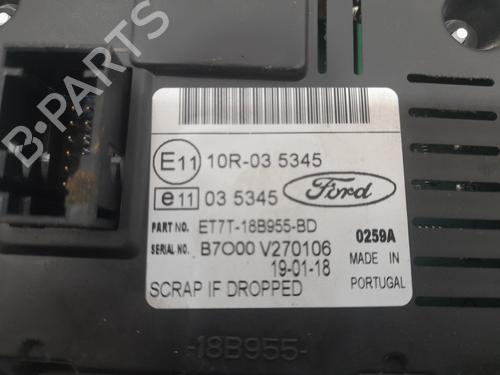 B-PARTS
E11 10R-03 5345
e11 03 5345 Ford
PART NO. ET7T-18B955-BD
SERIAL NO. B7O00 V270106 0259A
19-01-18 MADE IN
SCRAP IF DROPPED PORTUGAL
-18B955-